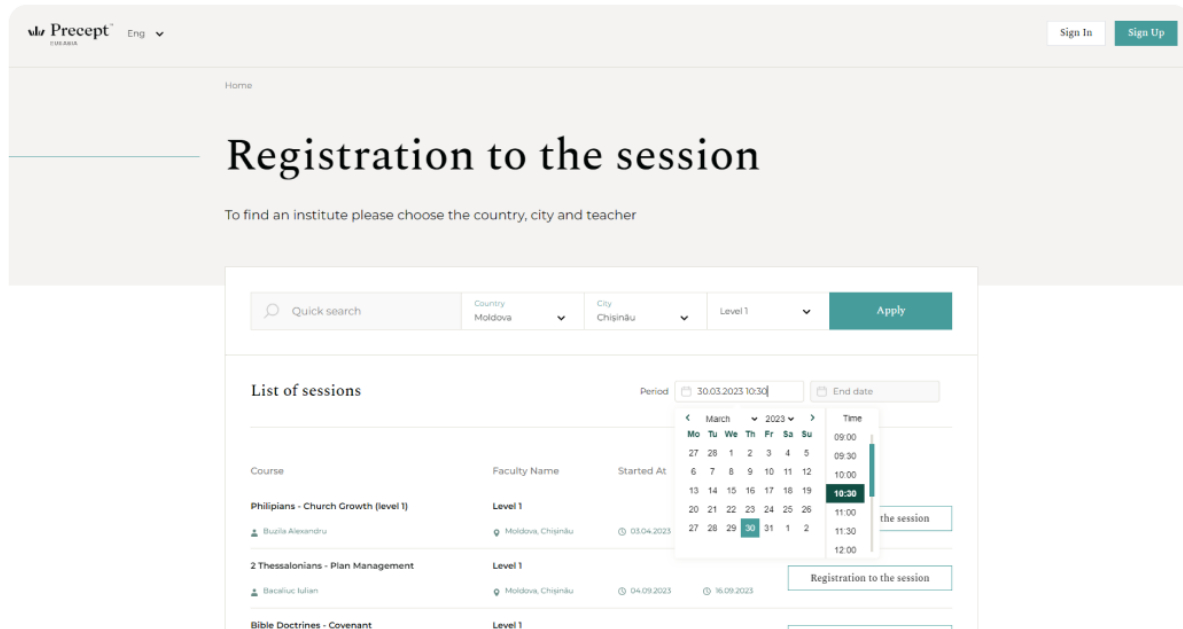 Precept™
EURASIA
Eng
Sign In
Sign Up
Home
Registration to the session
To find an institute please choose the country, city and teacher
Quick search
Country
Moldova
City
Chișinău
Level 1
Apply
List of sessions
Period
30.03.2023 10:30
End date
March 2023 Time
Mo Tu We Th Fr Sa Su
27 28 1 2 3 4 5
6 7 8 9 10 11 12
13 14 15 16 17 18 19
20 21 22 23 24 25 26
27 28 29 30 31 1 2
09:00
09:30
10:00
10:30
11:00
11:30
12:00
Course Faculty Name Started At
Philipians - Church Growth (level 1) Level 1
Buzila Alexandru Moldova, Chișinău 03.04.2023
the session
2 Thessalonians - Plan Management Level 1
Bacaliuc Iulian Moldova, Chișinău 04.09.2023 16.09.2023
Registration to the session
Bible Doctrines - Covenant Level 1